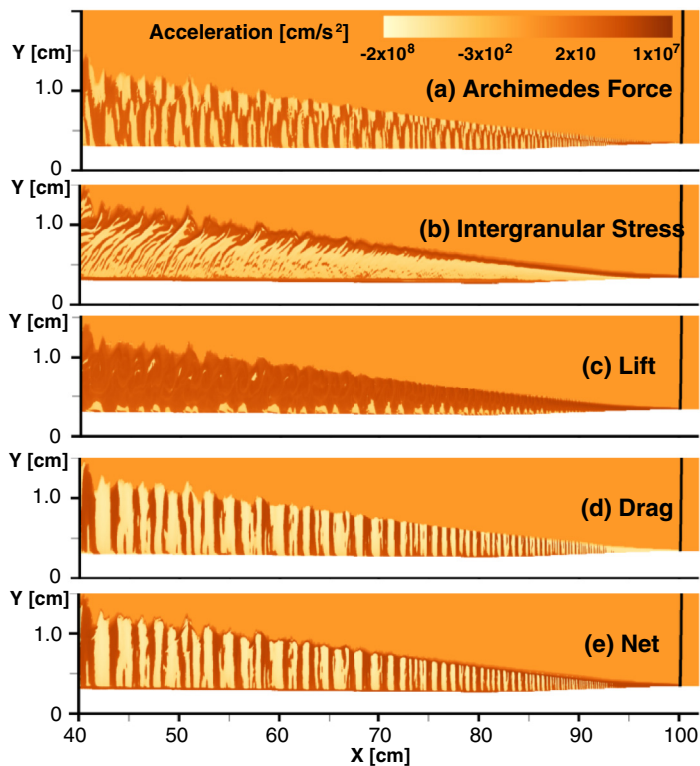 Acceleration [cm/s²]
-2x10⁸ -3x10² 2x10 1x10⁷
Y [cm]
1.0
(a) Archimedes Force
0
Y [cm]
1.0
(b) Intergranular Stress
0
Y [cm]
1.0
(c) Lift
0
Y [cm]
1.0
(d) Drag
0
Y [cm]
1.0
(e) Net
0
40 50 60 70 80 90 100
X [cm]